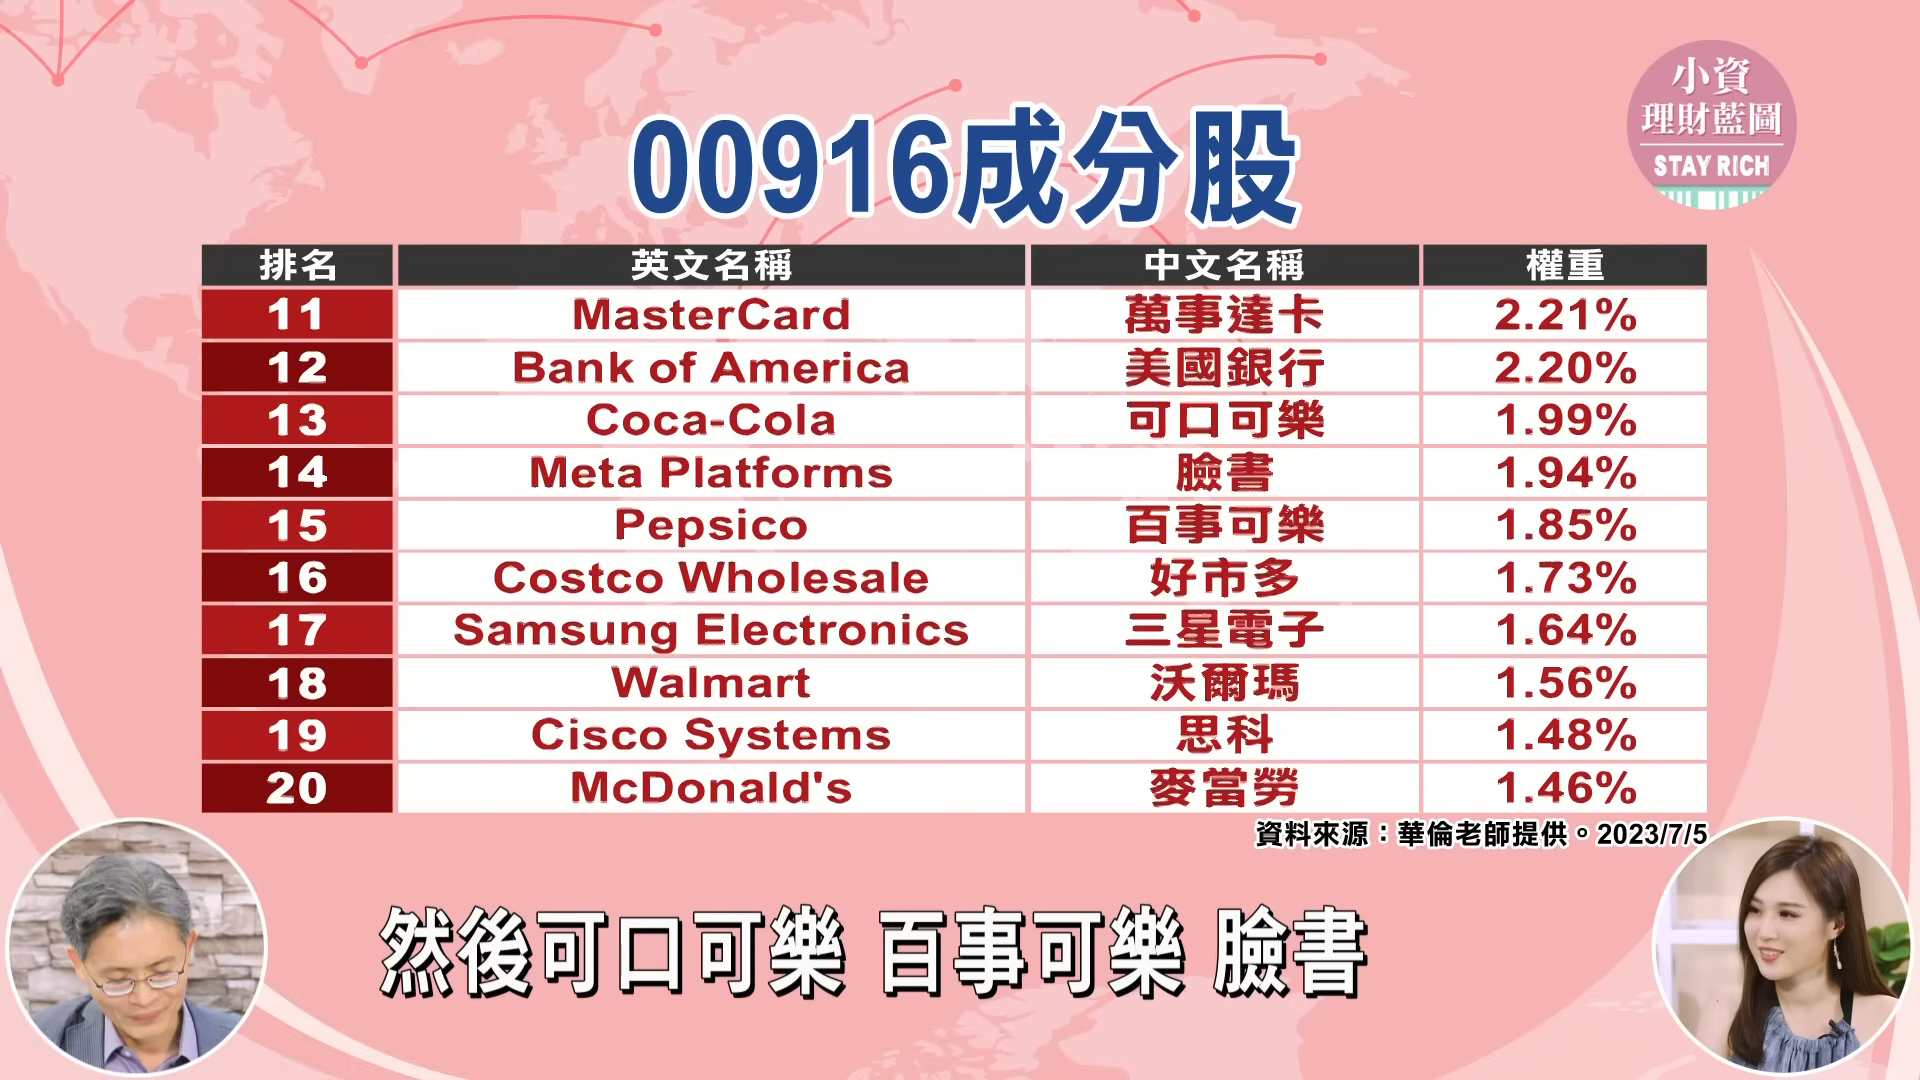 小資
理財藍圖
STAY RICH
00916成分股
排名 英文名稱 中文名稱 權重
11 MasterCard 萬事達卡 2.21%
12 Bank of America 美國銀行 2.20%
13 Coca-Cola 可口可樂 1.99%
14 Meta Platforms 臉書 1.94%
15 Pepsico 百事可樂 1.85%
16 Costco Wholesale 好市多 1.73%
17 Samsung Electronics 三星電子 1.64%
18 Walmart 沃爾瑪 1.56%
19 Cisco Systems 思科 1.48%
20 McDonald's 麥當勞 1.46%
資料來源：華倫老師提供。2023/7/5
然後可口可樂 百事可樂 臉書